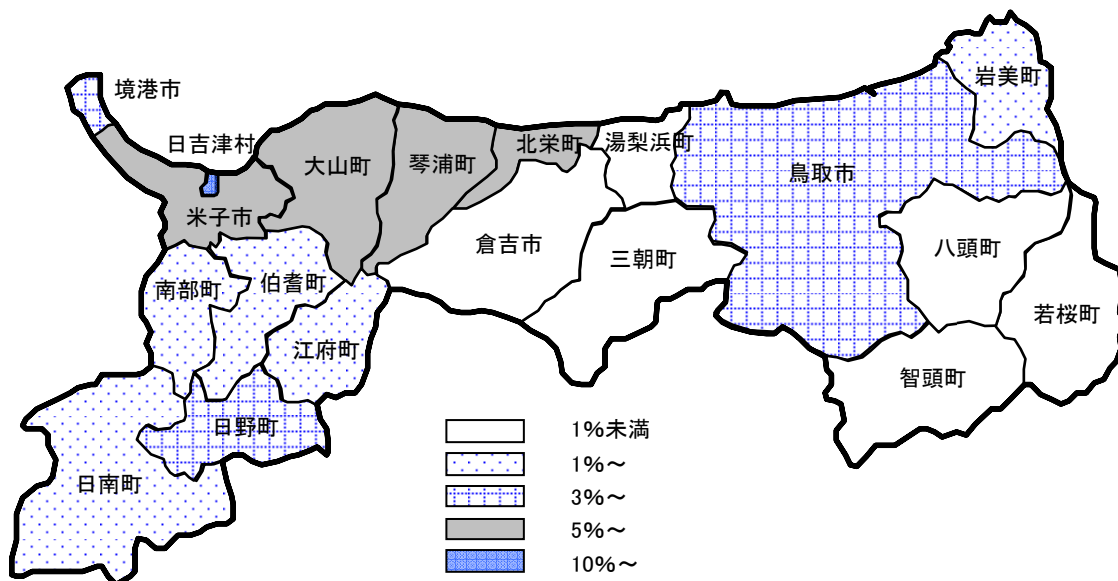 岩美町
境港市
日吉津村
大山町
琴浦町
北栄町
湯梨浜町
鳥取市
米子市
倉吉市
三朝町
八頭町
南部町
伯耆町
江府町
若桜町
智頭町
日野町
日南町
1%未満
1%~
3%~
5%~
10%~